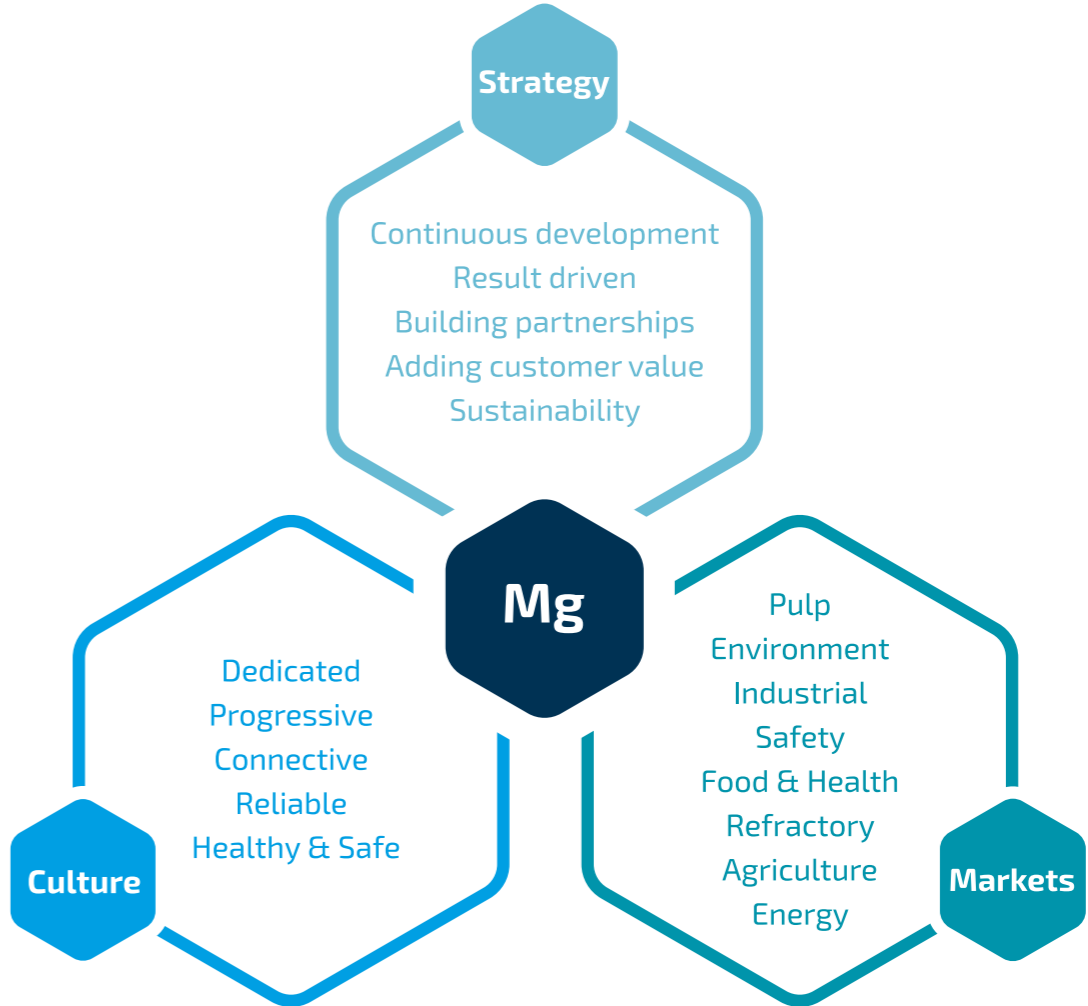 Strategy
Continuous development
Result driven
Building partnerships
Adding customer value
Sustainability
Mg
Dedicated
Progressive
Connective
Reliable
Healthy & Safe
Culture
Pulp
Environment
Industrial
Safety
Food & Health
Refractory
Agriculture
Energy
Markets